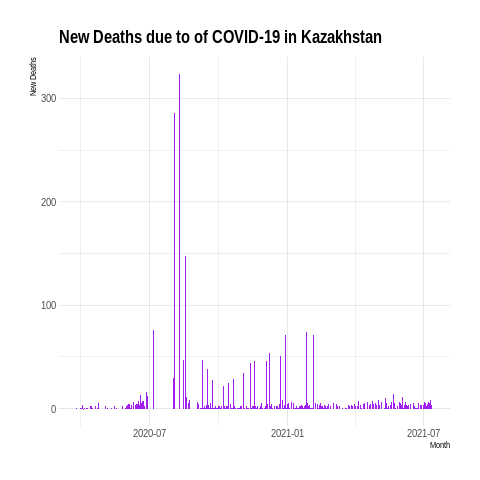 New Deaths due to of COVID-19 in Kazakhstan
New Deaths
300
200
100
0
2020-07
2021-01
2021-07
Month